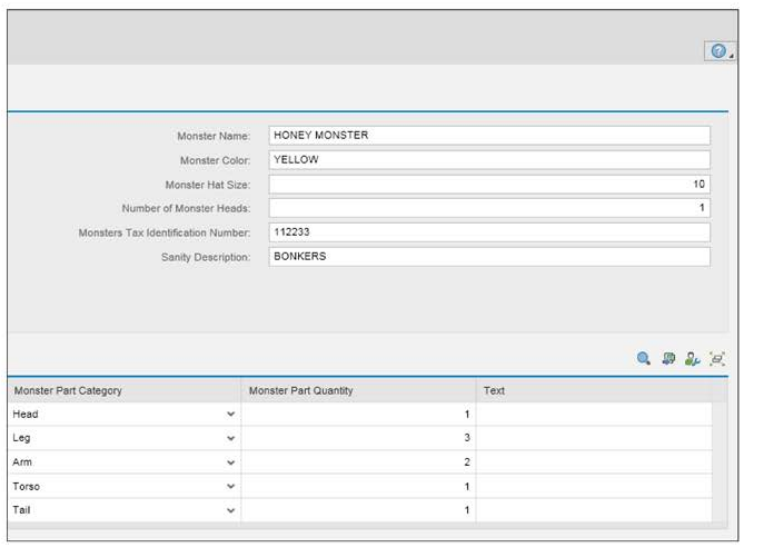 Monster Name: HONEY MONSTER
Monster Color: YELLOW
Monster Hat Size: 10
Number of Monster Heads: 1
Monsters Tax Identification Number: 112233
Sanity Description: BONKERS
Monster Part Category Monster Part Quantity Text
Head 1
Leg 3
Arm 2
Torso 1
Tail 1